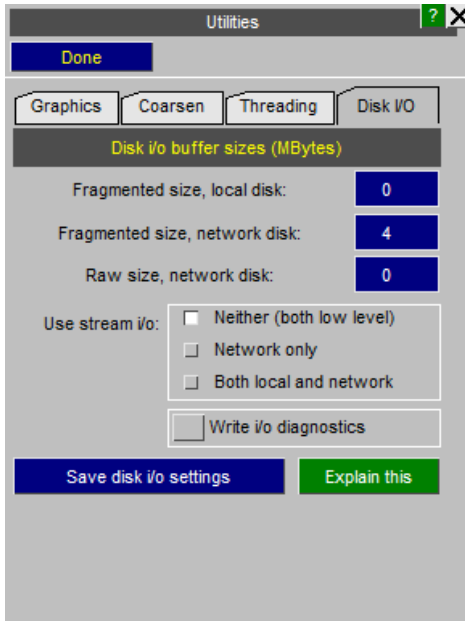 Utilities
?
X
Done
Graphics Coarsen Threading Disk I/O
Disk i/o buffer sizes (MBytes)
Fragmented size, local disk: 0
Fragmented size, network disk: 4
Raw size, network disk: 0
Use stream i/o: Neither (both low level)
Network only
Both local and network
Write i/o diagnostics
Save disk i/o settings Explain this